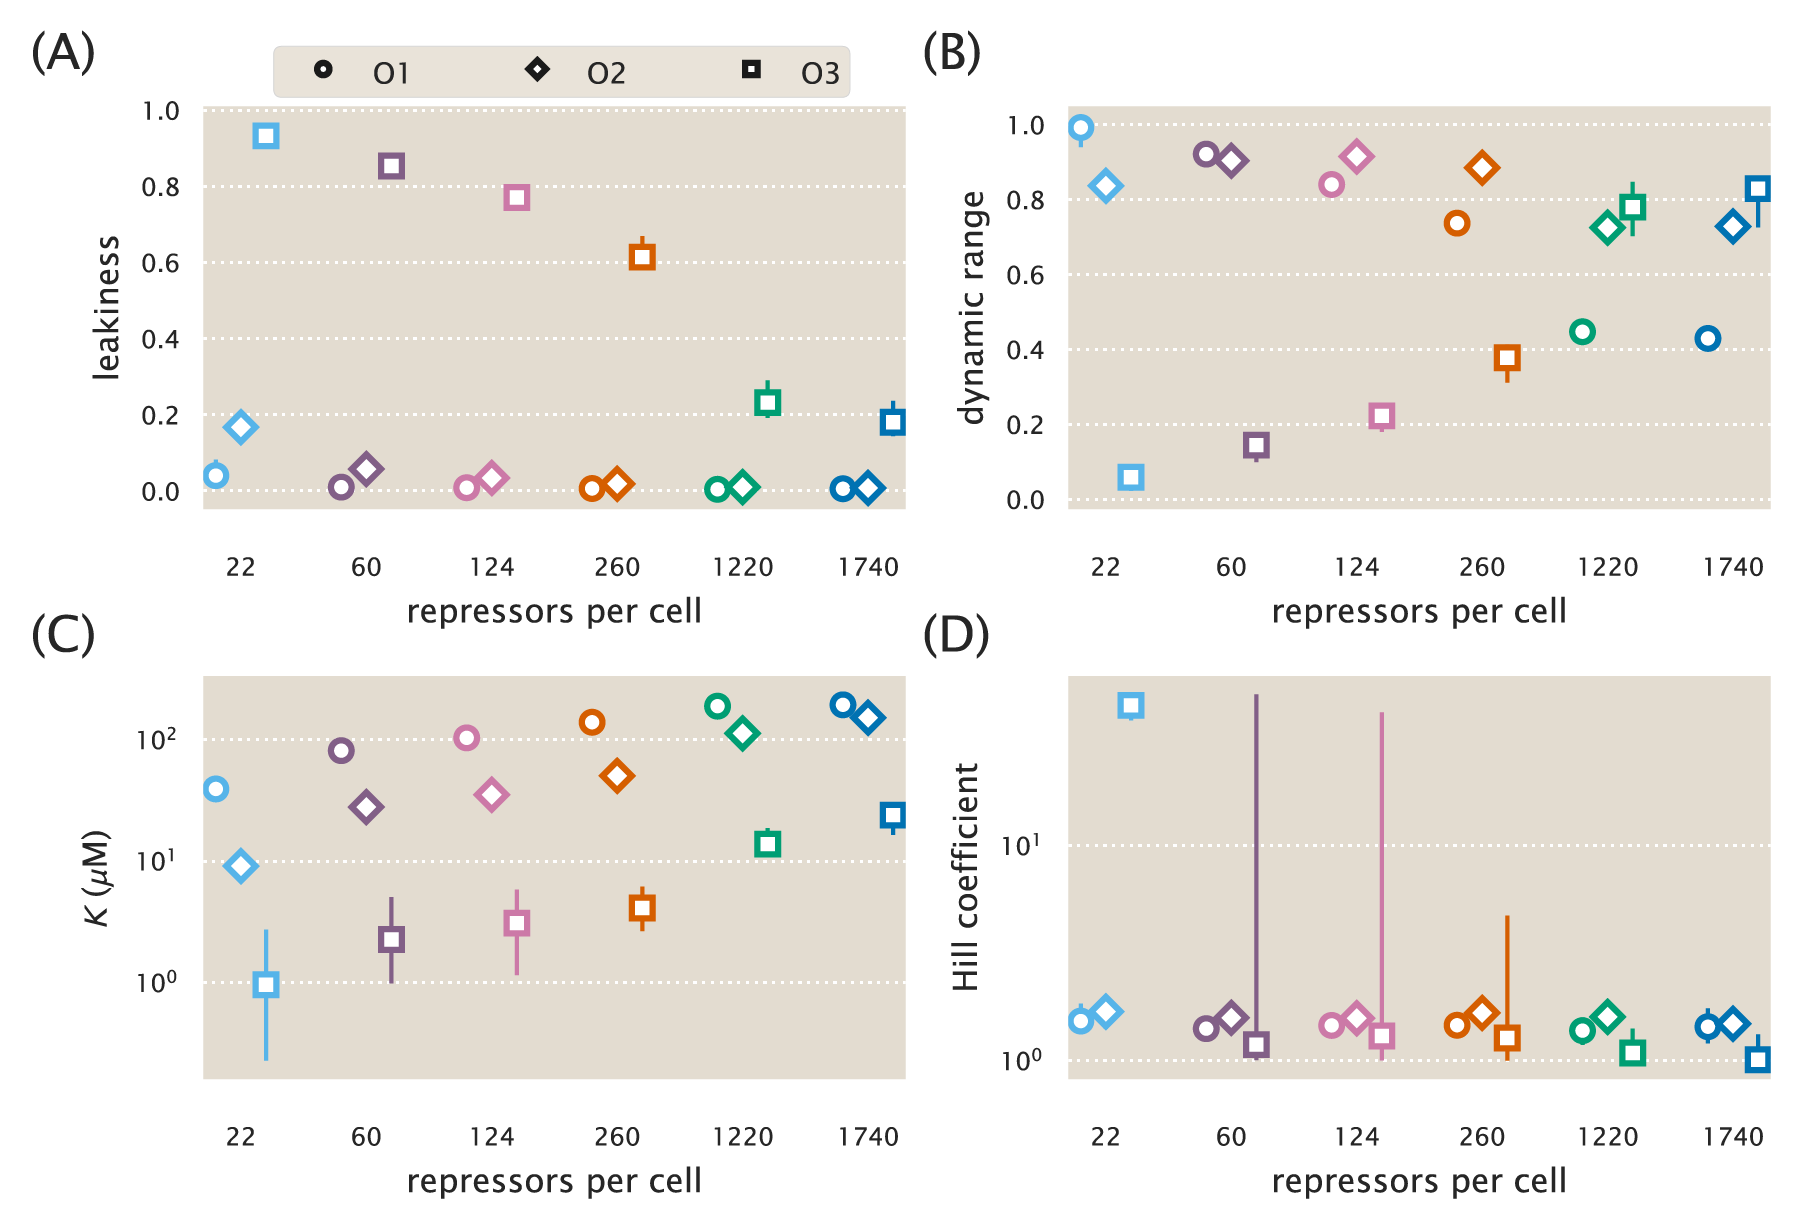 (A)
O1 O2 O3
1.0
0.8
0.6
0.4
0.2
0.0
leakiness
22 60 124 260 1220 1740
repressors per cell
(B)
1.0
0.8
0.6
0.4
0.2
0.0
dynamic range
22 60 124 260 1220 1740
repressors per cell
(C)
10²
10¹
10⁰
K (μM)
22 60 124 260 1220 1740
repressors per cell
(D)
10¹
10⁰
Hill coefficient
22 60 124 260 1220 1740
repressors per cell